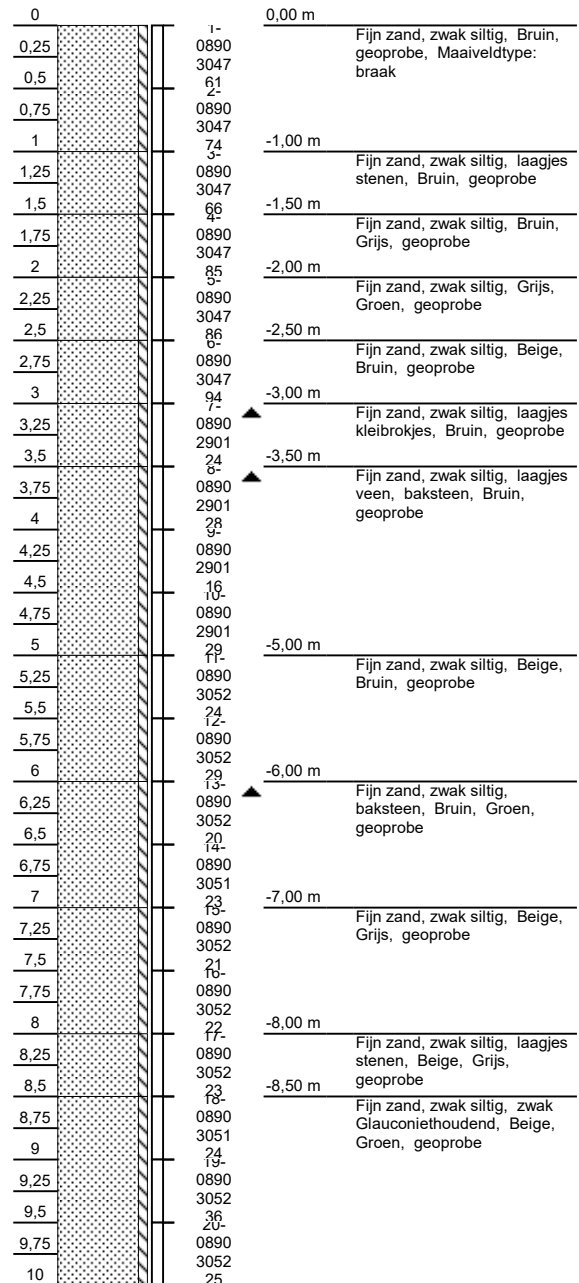 0
0,25
0,5
0,75
1
1,25
1,5
1,75
2
2,25
2,5
2,75
3
3,25
3,5
3,75
4
4,25
4,5
4,75
5
5,25
5,5
5,75
6
6,25
6,5
6,75
7
7,25
7,5
7,75
8
8,25
8,5
8,75
9
9,25
9,5
9,75
10
1-
0890
3047
61
2-
0890
3047
74
3-
0890
3047
66
4-
0890
3047
85
5-
0890
3047
86
6-
0890
3047
94
7-
0890
2901
24
8-
0890
2901
28
9-
0890
2901
16
10-
0890
2901
29
11-
0890
3052
24
12-
0890
3052
29
13-
0890
3052
20
14-
0890
3051
23
15-
0890
3052
21
16-
0890
3052
22
17-
0890
3052
23
18-
0890
3051
24
19-
0890
3052
36
20-
0890
3052
25
0,00 m
Fijn zand, zwak siltig, Bruin,
geoprobe, Maaiveldtype:
braak
-1,00 m
Fijn zand, zwak siltig, laagjes
stenen, Bruin, geoprobe
-1,50 m
Fijn zand, zwak siltig, Bruin,
Grijs, geoprobe
-2,00 m
Fijn zand, zwak siltig, Grijs,
Groen, geoprobe
-2,50 m
Fijn zand, zwak siltig, Beige,
Bruin, geoprobe
-3,00 m
Fijn zand, zwak siltig, laagjes
kleibrokjes, Bruin, geoprobe
-3,50 m
Fijn zand, zwak siltig, laagjes
veen, baksteen, Bruin,
geoprobe
-5,00 m
Fijn zand, zwak siltig, Beige,
Bruin, geoprobe
-6,00 m
Fijn zand, zwak siltig,
baksteen, Bruin, Groen,
geoprobe
-7,00 m
Fijn zand, zwak siltig, Beige,
Grijs, geoprobe
-8,00 m
Fijn zand, zwak siltig, laagjes
stenen, Beige, Grijs,
geoprobe
-8,50 m
Fijn zand, zwak siltig, zwak
Glauconiethoudend, Beige,
Groen, geoprobe